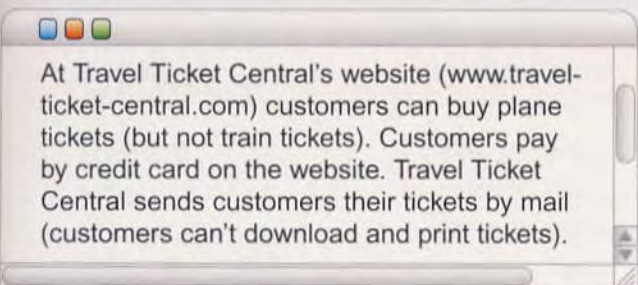 At Travel Ticket Central's website (www.travel-
ticket-central.com) customers can buy plane
tickets (but not train tickets). Customers pay
by credit card on the website. Travel Ticket
Central sends customers their tickets by mail
(customers can't download and print tickets).